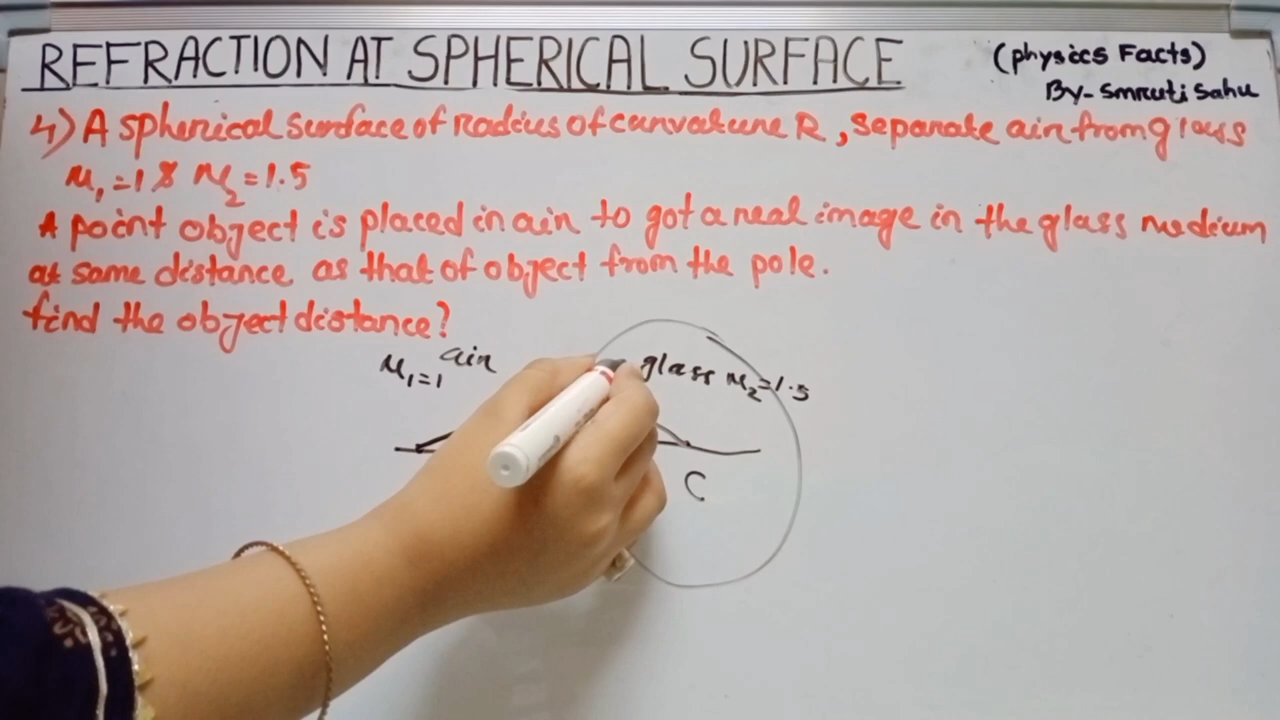 REFRACTION AT SPHERICAL SURFACE
(physics Facts)
By- Smruti Sahu
4) A spherical surface of radius of curvature R, separate air from glass
μ₁ = 1 & μ₂ = 1.5
A point object is placed in air to got a real image in the glass medium
at same distance as that of object from the pole.
find the object distance?
μ₁=1 air
glass μ₂=1.5
C